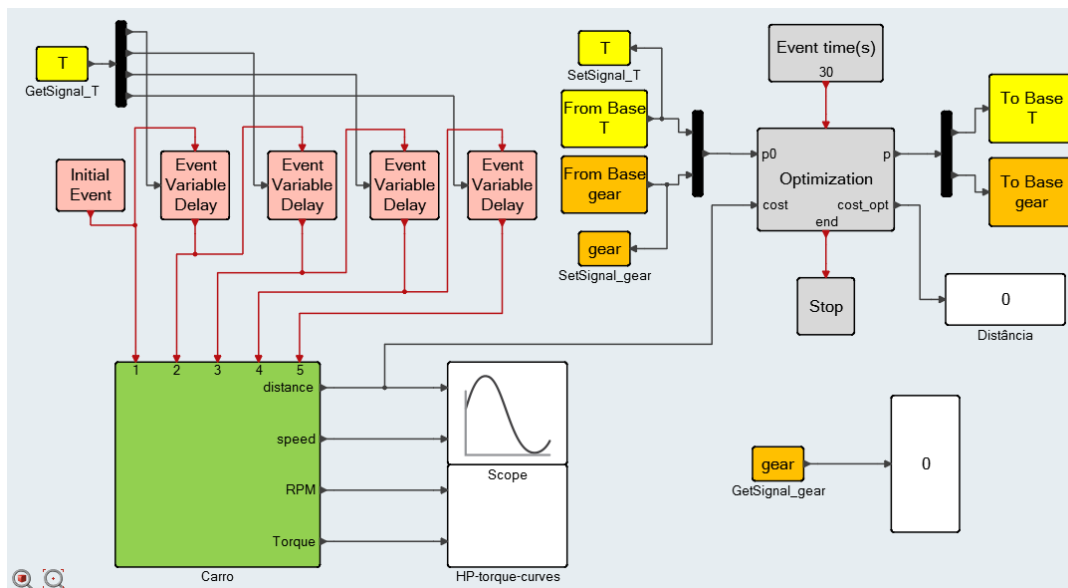 T
GetSignal_T
Initial
Event
Event
Variable
Delay
Event
Variable
Delay
Event
Variable
Delay
Event
Variable
Delay
T
SetSignal_T
From Base
T
From Base
gear
gear
SetSignal_gear
Event time(s)
30
p0
p
Optimization
cost
cost_opt
end
Stop
To Base
T
To Base
gear
0
Distância
1
2
3
4
5
distance
speed
RPM
Torque
Carro
Scope
HP-torque-curves
gear
GetSignal_gear
0